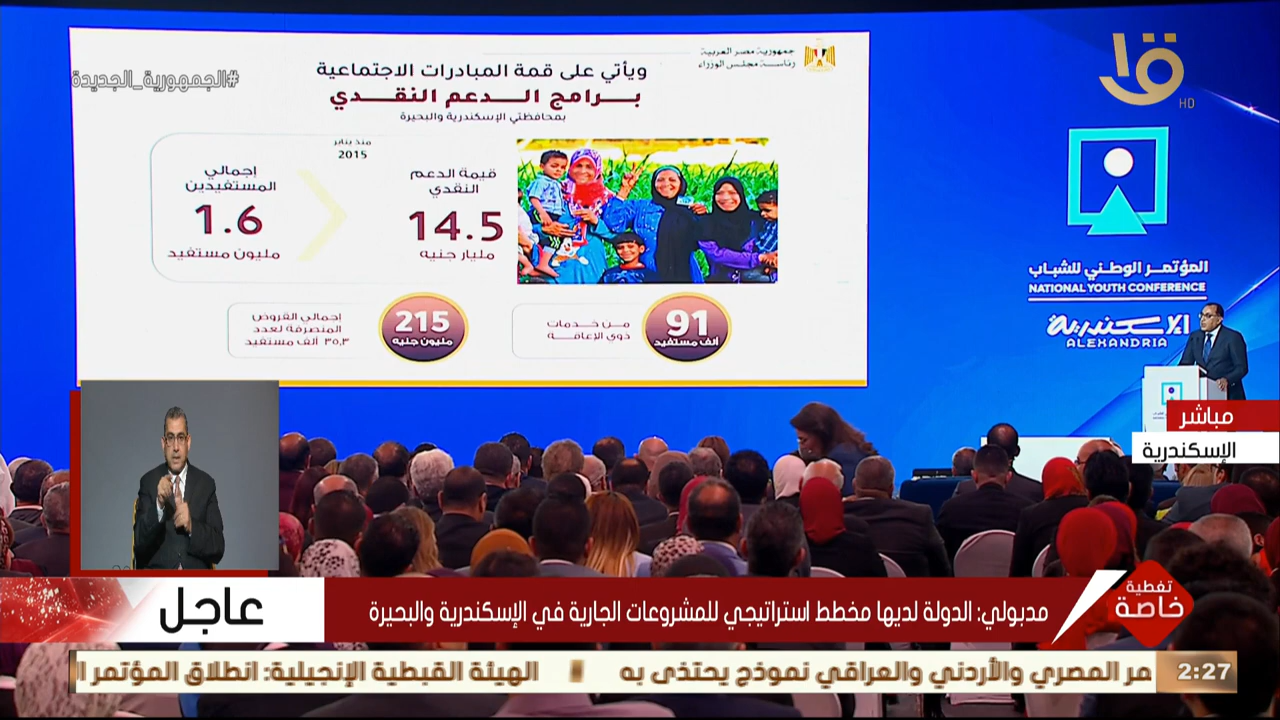 #الجمهورية_الجديدة
جمهورية مصر العربية
رئاسة مجلس الوزراء
HD
ويأتي على قمة المبادرات الاجتماعية
برامج الدعم النقدي
بمحافظتي الإسكندرية والبحيرة
منذ يناير
2015
قيمة الدعم
النقدي
14.5
مليار جنيه
إجمالي
المستفيدين
1.6
مليون مستفيد
91
ألف مستفيد
من خدمات
ذوي الإعاقة
215
مليون جنيه
إجمالي القروض
المنصرفة لعدد
٣٥,٣ ألف مستفيد
المؤتمر الوطني للشباب
NATIONAL YOUTH CONFERENCE
الإسكندرية
ALEXANDRIA
مباشر
الإسكندرية
تغطية
خاصة
مدبولي: الدولة لديها مخطط استراتيجي للمشروعات الجارية في الإسكندرية والبحيرة
عاجل
مر المصري والأردني والعراقي نموذج يحتذى به
الهيئة القبطية الإنجيلية: انطلاق المؤتمر ا
2:27